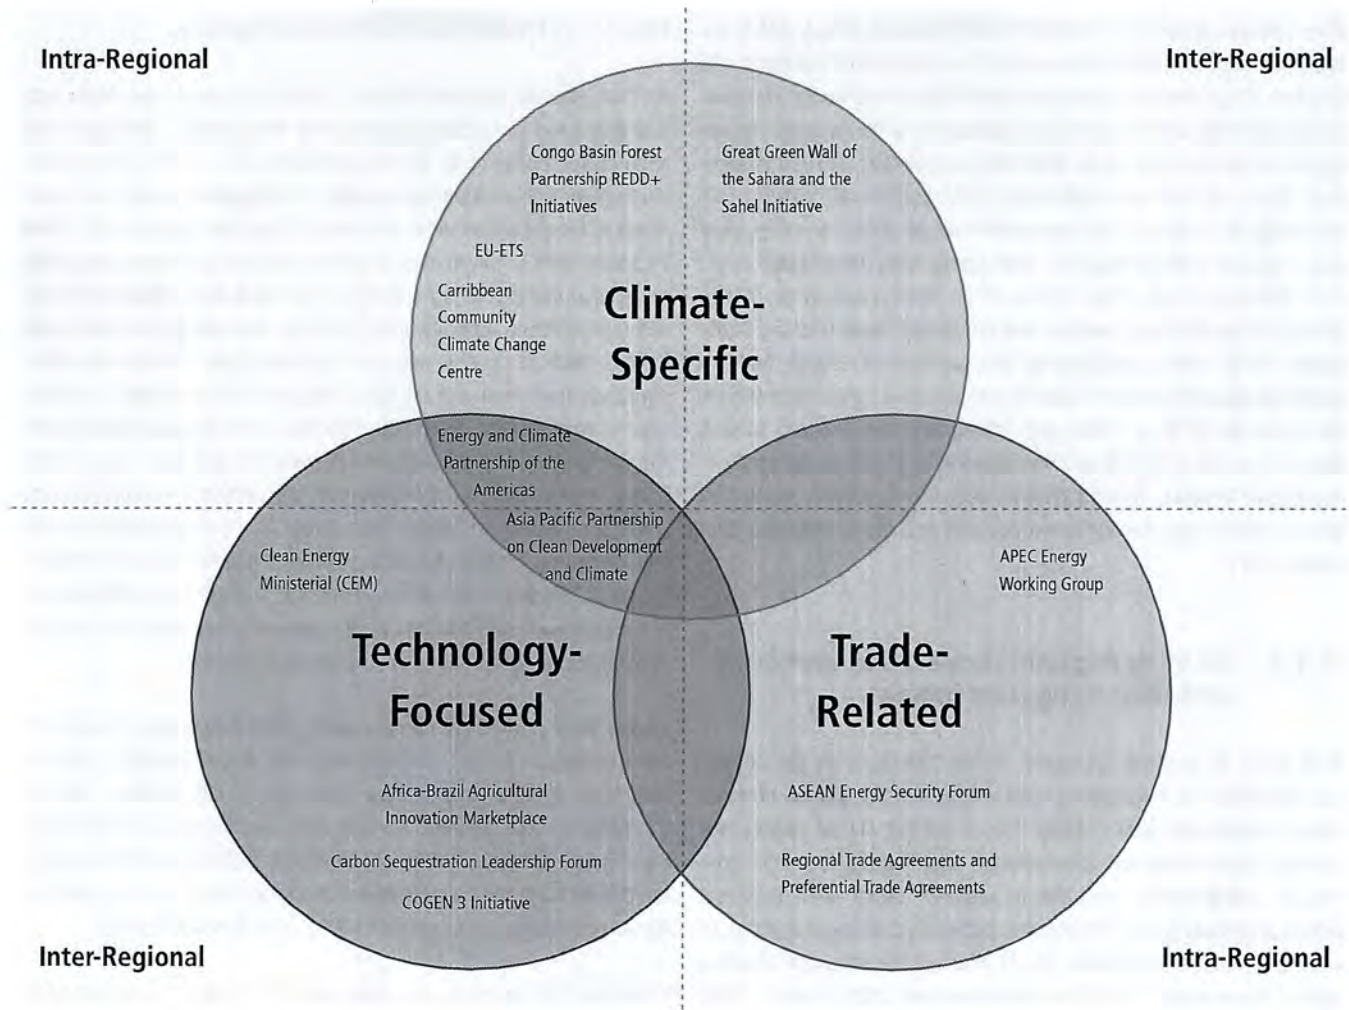 Intra-Regional
Inter-Regional
Congo Basin Forest
Partnership REDD+
Initiatives
Great Green Wall of
the Sahara and the
Sahel Initiative
EU-ETS
Carribbean
Community
Climate Change
Centre
Climate-
Specific
Energy and Climate
Partnership of the
Americas
Asia Pacific Partnership
on Clean Development
and Climate
Clean Energy
Ministerial (CEM)
APEC Energy
Working Group
Technology-
Focused
Trade-
Related
Africa-Brazil Agricultural
Innovation Marketplace
Carbon Sequestration Leadership Forum
COGEN 3 Initiative
ASEAN Energy Security Forum
Regional Trade Agreements and
Preferential Trade Agreements
Inter-Regional
Intra-Regional